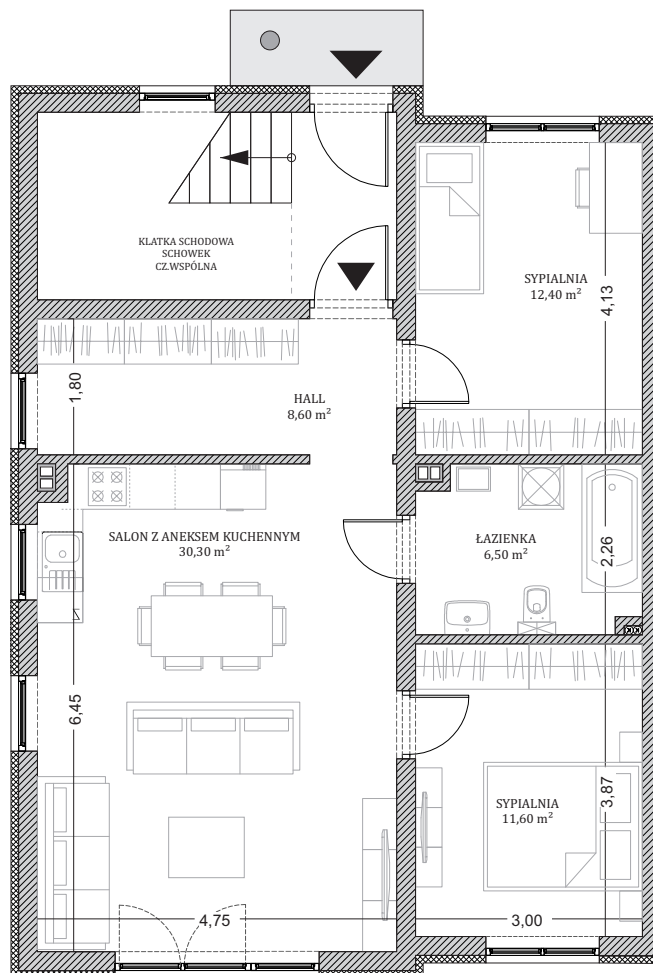 KLATKA SCHODOWA
SCHOWEK
CZ.WSPÓLNA
SYPIALNIA
12,40 m²
4,13
1,80
HALL
8,60 m²
SALON Z ANEKSEM KUCHENNYM
30,30 m²
ŁAZIENKA
6,50 m²
2,26
6,45
SYPIALNIA
11,60 m²
3,87
4,75
3,00